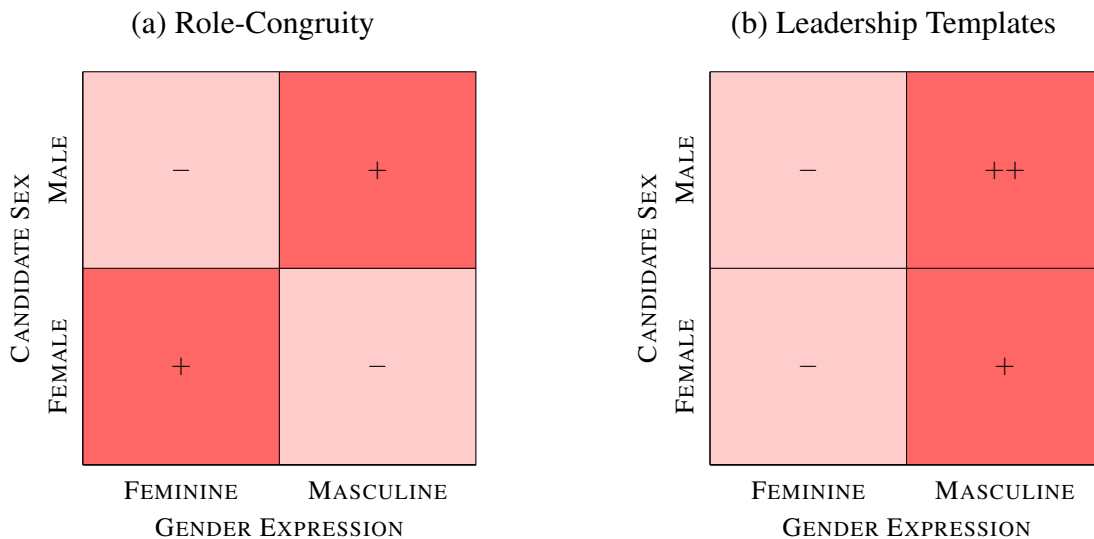 (a) Role-Congruity
CANDIDATE SEX
MALE
FEMALE
–
+
+
–
FEMININE
MASCULINE
GENDER EXPRESSION
(b) Leadership Templates
CANDIDATE SEX
MALE
FEMALE
–
++
–
+
FEMININE
MASCULINE
GENDER EXPRESSION